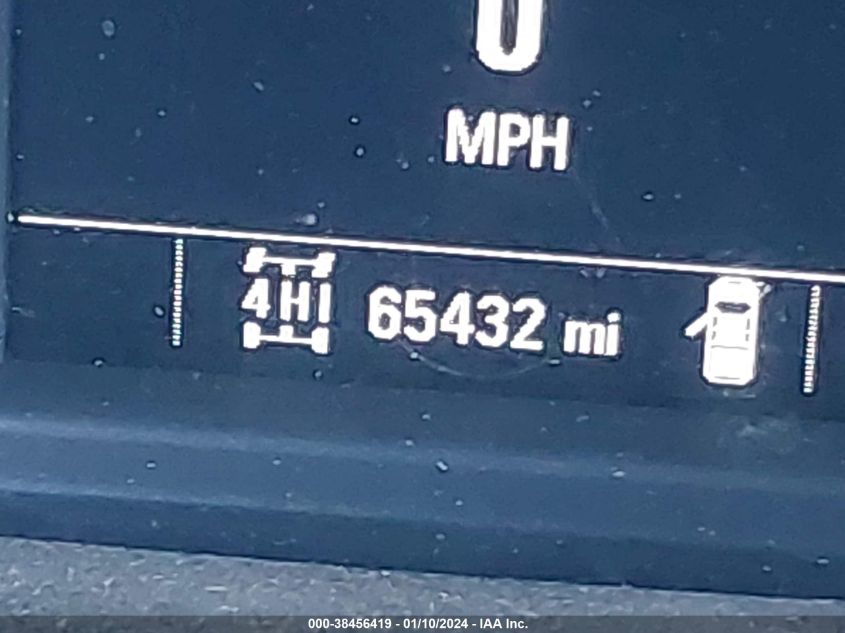 0
MPH
4HI 65432 mi
000-38456419 - 01/10/2024 - IAA Inc.